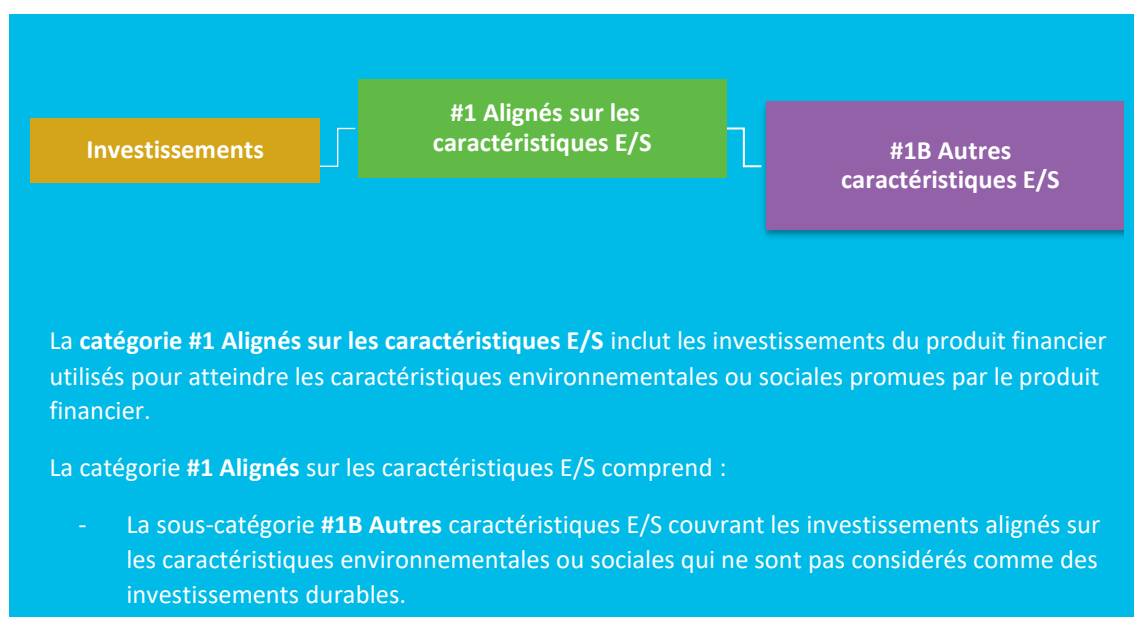 Investissements
#1 Alignés sur les
caractéristiques E/S
#1B Autres
caractéristiques E/S
La catégorie #1 Alignés sur les caractéristiques E/S inclut les investissements du produit financier
utilisés pour atteindre les caractéristiques environnementales ou sociales promues par le produit
financier.
La catégorie #1 Alignés sur les caractéristiques E/S comprend :
- La sous-catégorie #1B Autres caractéristiques E/S couvrant les investissements alignés sur
les caractéristiques environnementales ou sociales qui ne sont pas considérés comme des
investissements durables.